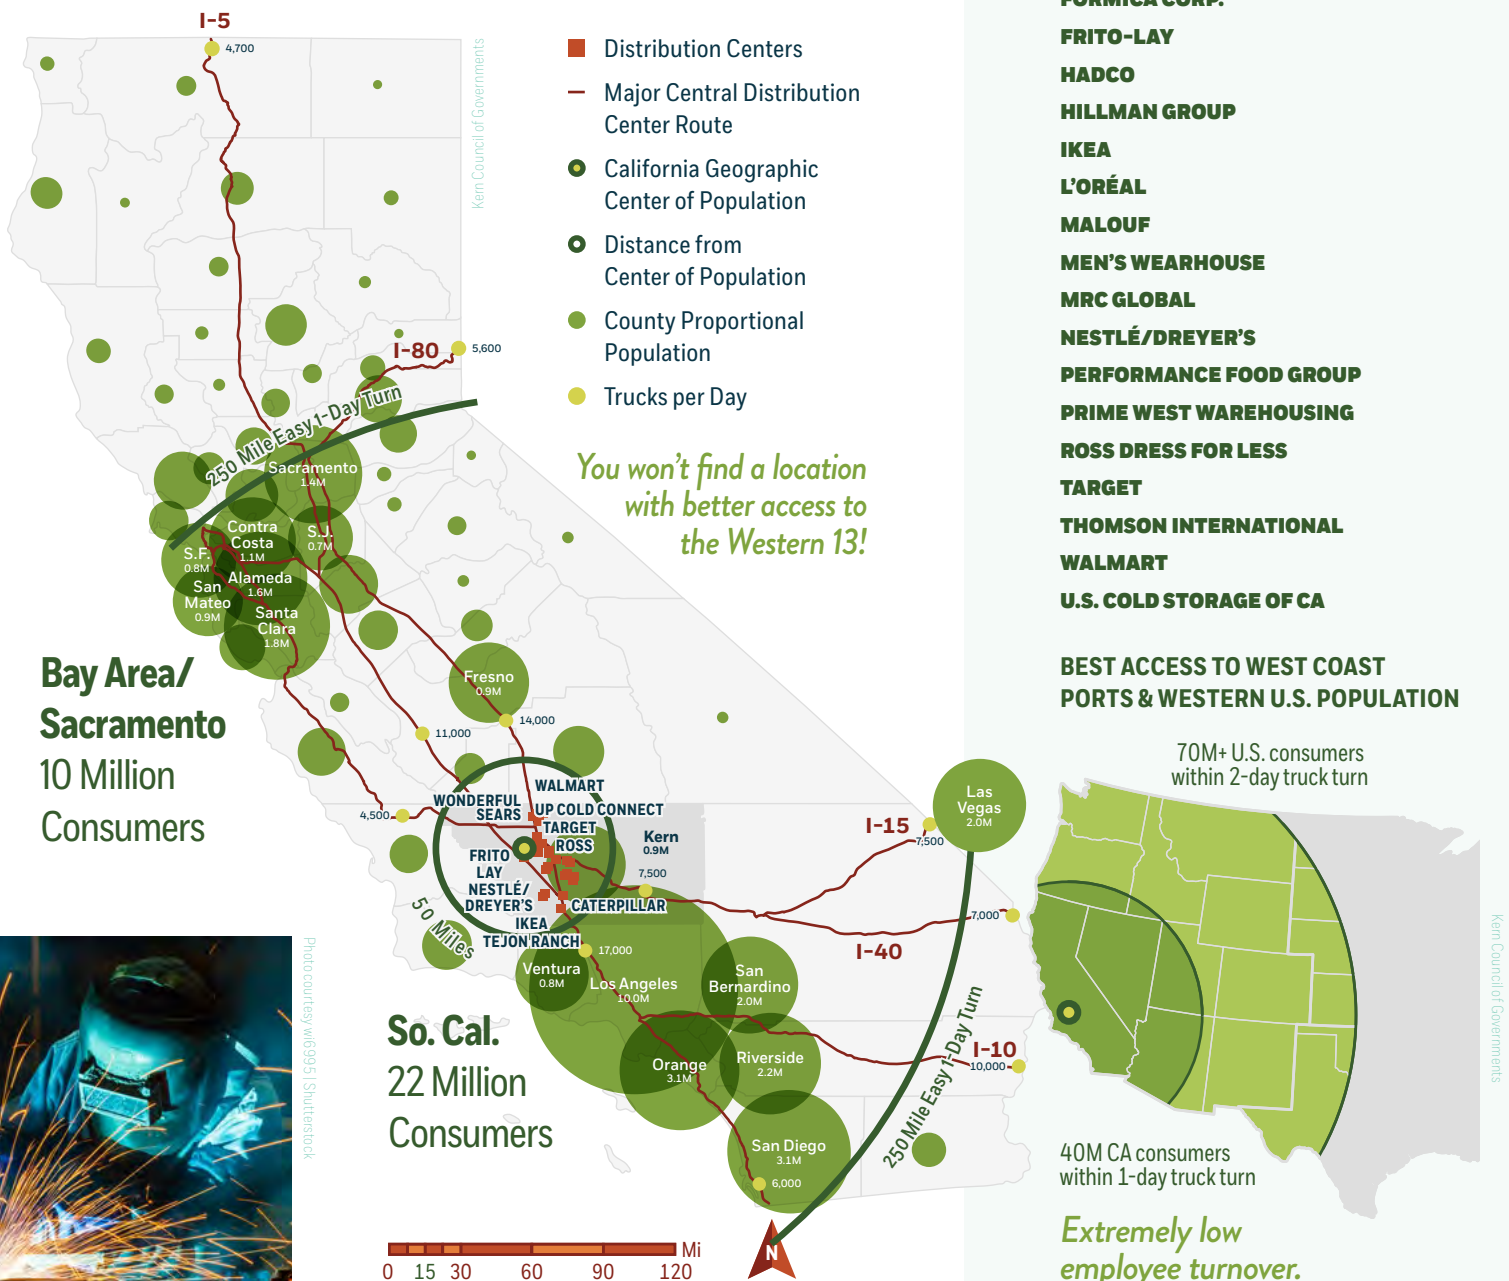 I-5
4,700
Kern Council of Governments
Distribution Centers
Major Central Distribution
Center Route
California Geographic
Center of Population
Distance from
Center of Population
County Proportional
Population
Trucks per Day
You won't find a location
with better access to
the Western 13!
I-80
5,600
250 Mile Easy 1-Day Turn
Sacramento
1.4M
Contra
Costa
1.1M
S.J.
0.7M
S.F.
0.8M
Alameda
1.6M
San
Mateo
0.9M
Santa
Clara
1.8M
Bay Area/
Sacramento
10 Million
Consumers
Fresno
0.9M
14,000
11,000
4,500
WALMART
WONDERFUL
SEARS
UP COLD CONNECT
TARGET
ROSS
FRITO
LAY
NESTLÉ/
DREYER'S
CATERPILLAR
IKEA
TEJON RANCH
Kern
0.9M
7,500
50 Miles
17,000
I-15
7,500
Las
Vegas
2.0M
7,000
I-40
Ventura
0.8M
Los Angeles
10.0M
San
Bernardino
2.0M
Orange
3.1M
Riverside
2.2M
I-10
10,000
San Diego
3.1M
6,000
250 Mile Easy 1-Day Turn
So. Cal.
22 Million
Consumers
Photo courtesy wi6995 | Shutterstock
Mi
0 15 30 60 90 120
N
FORMICA CORP.
FRITO-LAY
HADCO
HILLMAN GROUP
IKEA
L'ORÉAL
MALOUF
MEN'S WEARHOUSE
MRC GLOBAL
NESTLÉ/DREYER'S
PERFORMANCE FOOD GROUP
PRIME WEST WAREHOUSING
ROSS DRESS FOR LESS
TARGET
THOMSON INTERNATIONAL
WALMART
U.S. COLD STORAGE OF CA
BEST ACCESS TO WEST COAST
PORTS & WESTERN U.S. POPULATION
70M+ U.S. consumers
within 2-day truck turn
Kern Council of Governments
40M CA consumers
within 1-day truck turn
Extremely low
employee turnover.